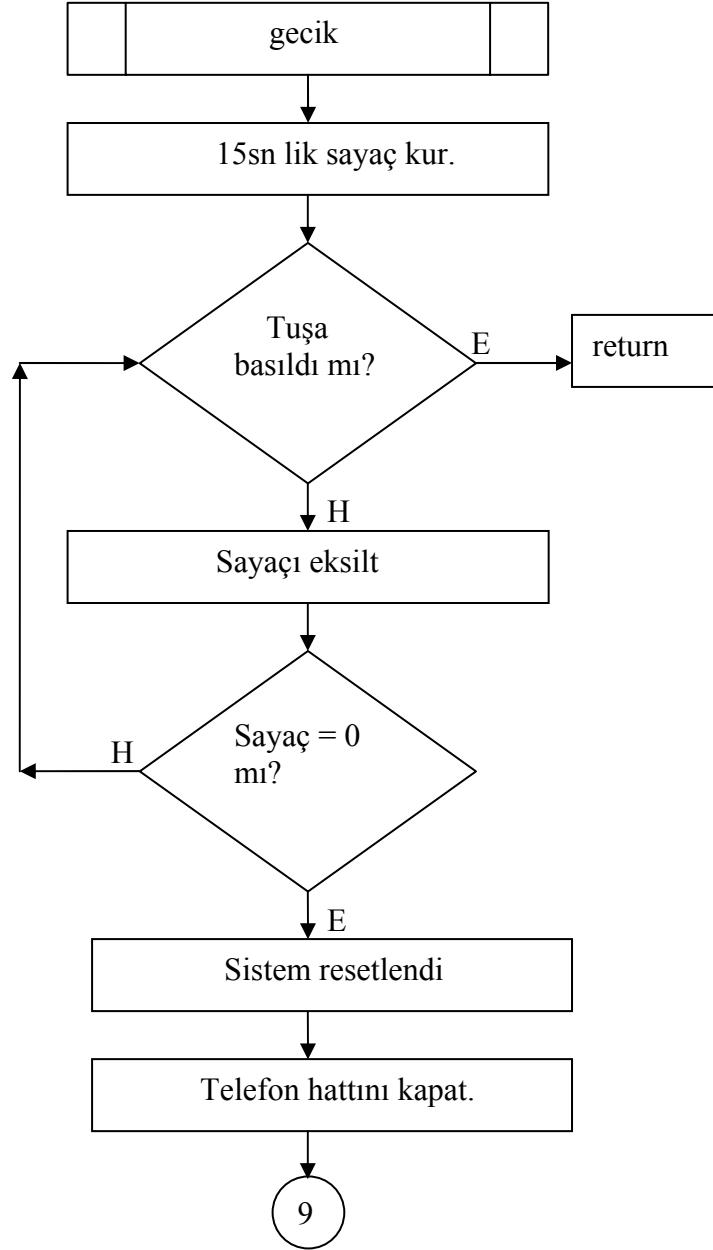 gecik
15sn lik sayaç kur.
Tuşa
basıldı mı?
E
return
H
Sayaçı eksilt
Sayaç = 0
mı?
H
E
Sistem resetlendi
Telefon hattını kapat.
9